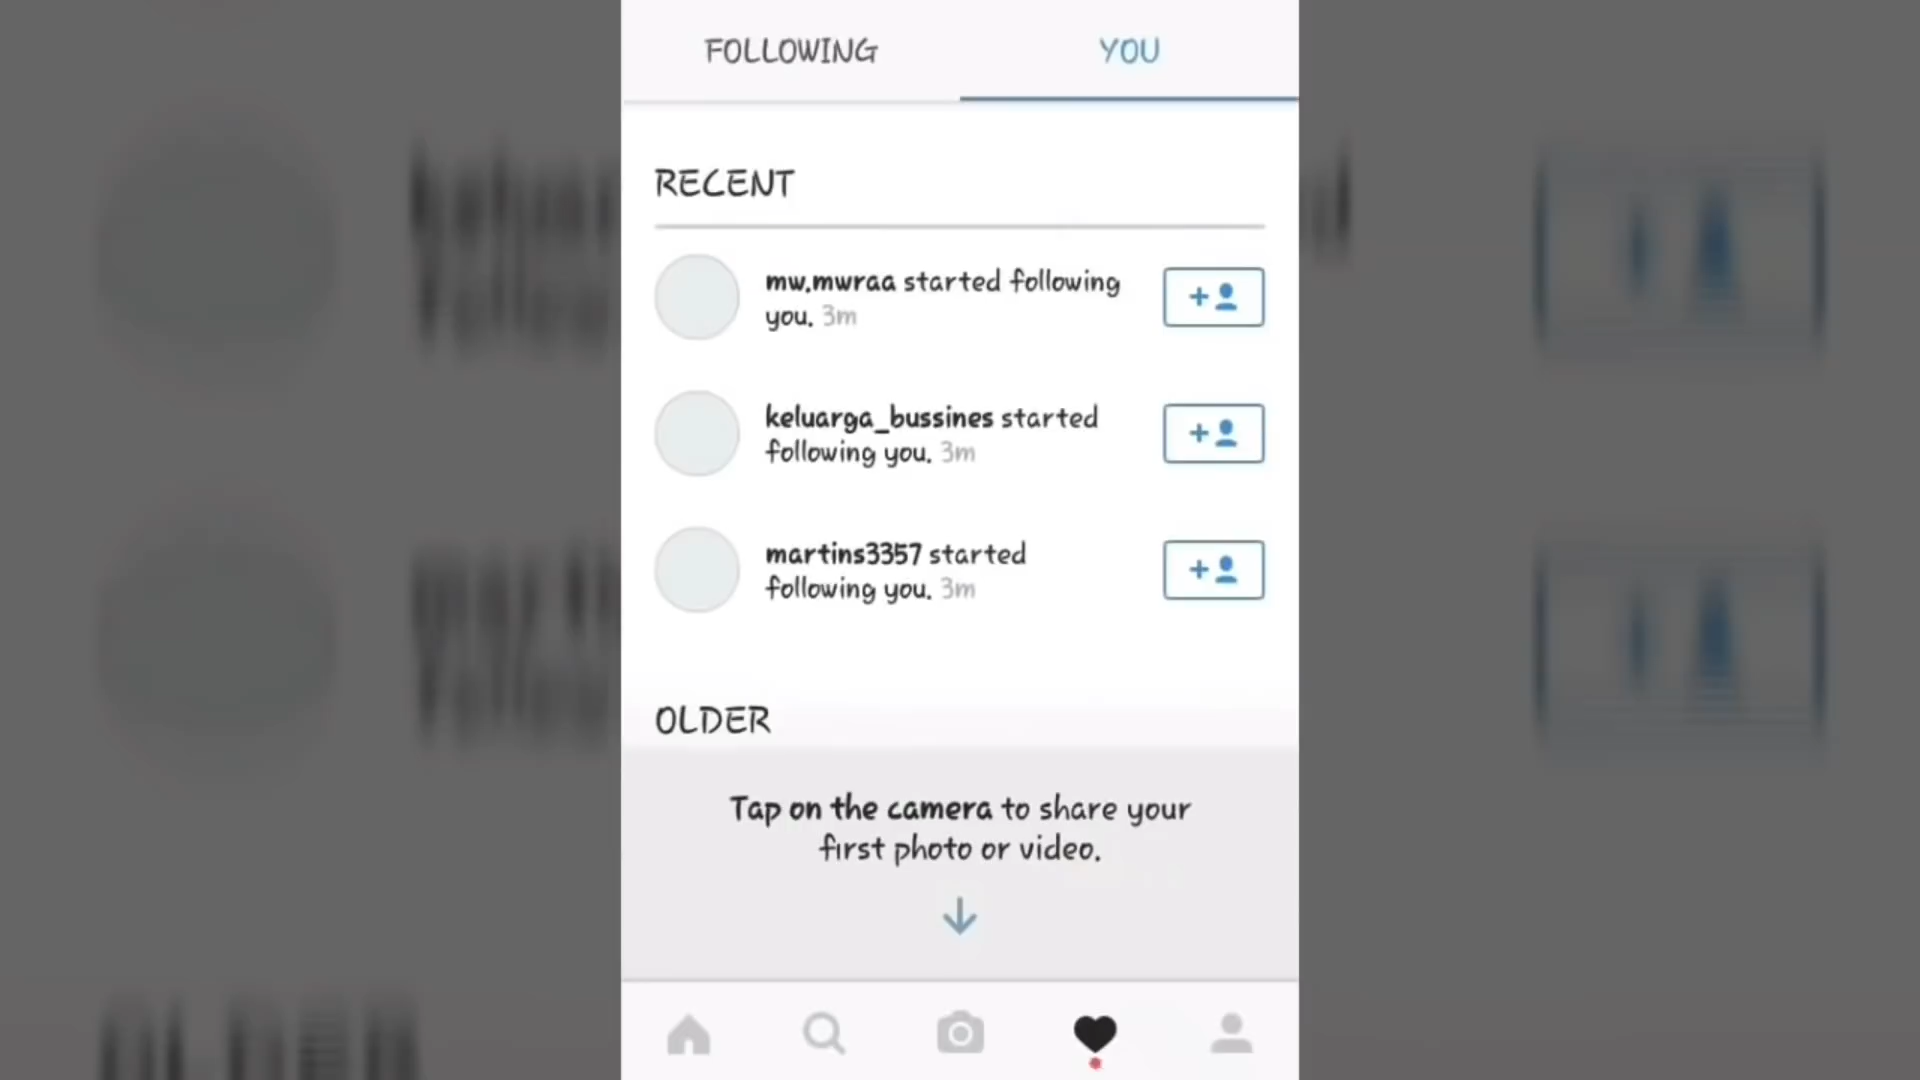 FOLLOWING YOU
RECENT
mw.mwraa started following
you. 3m
keluarga_bussines started
following you. 3m
martins3357 started
following you. 3m
OLDER
Tap on the camera to share your
first photo or video.